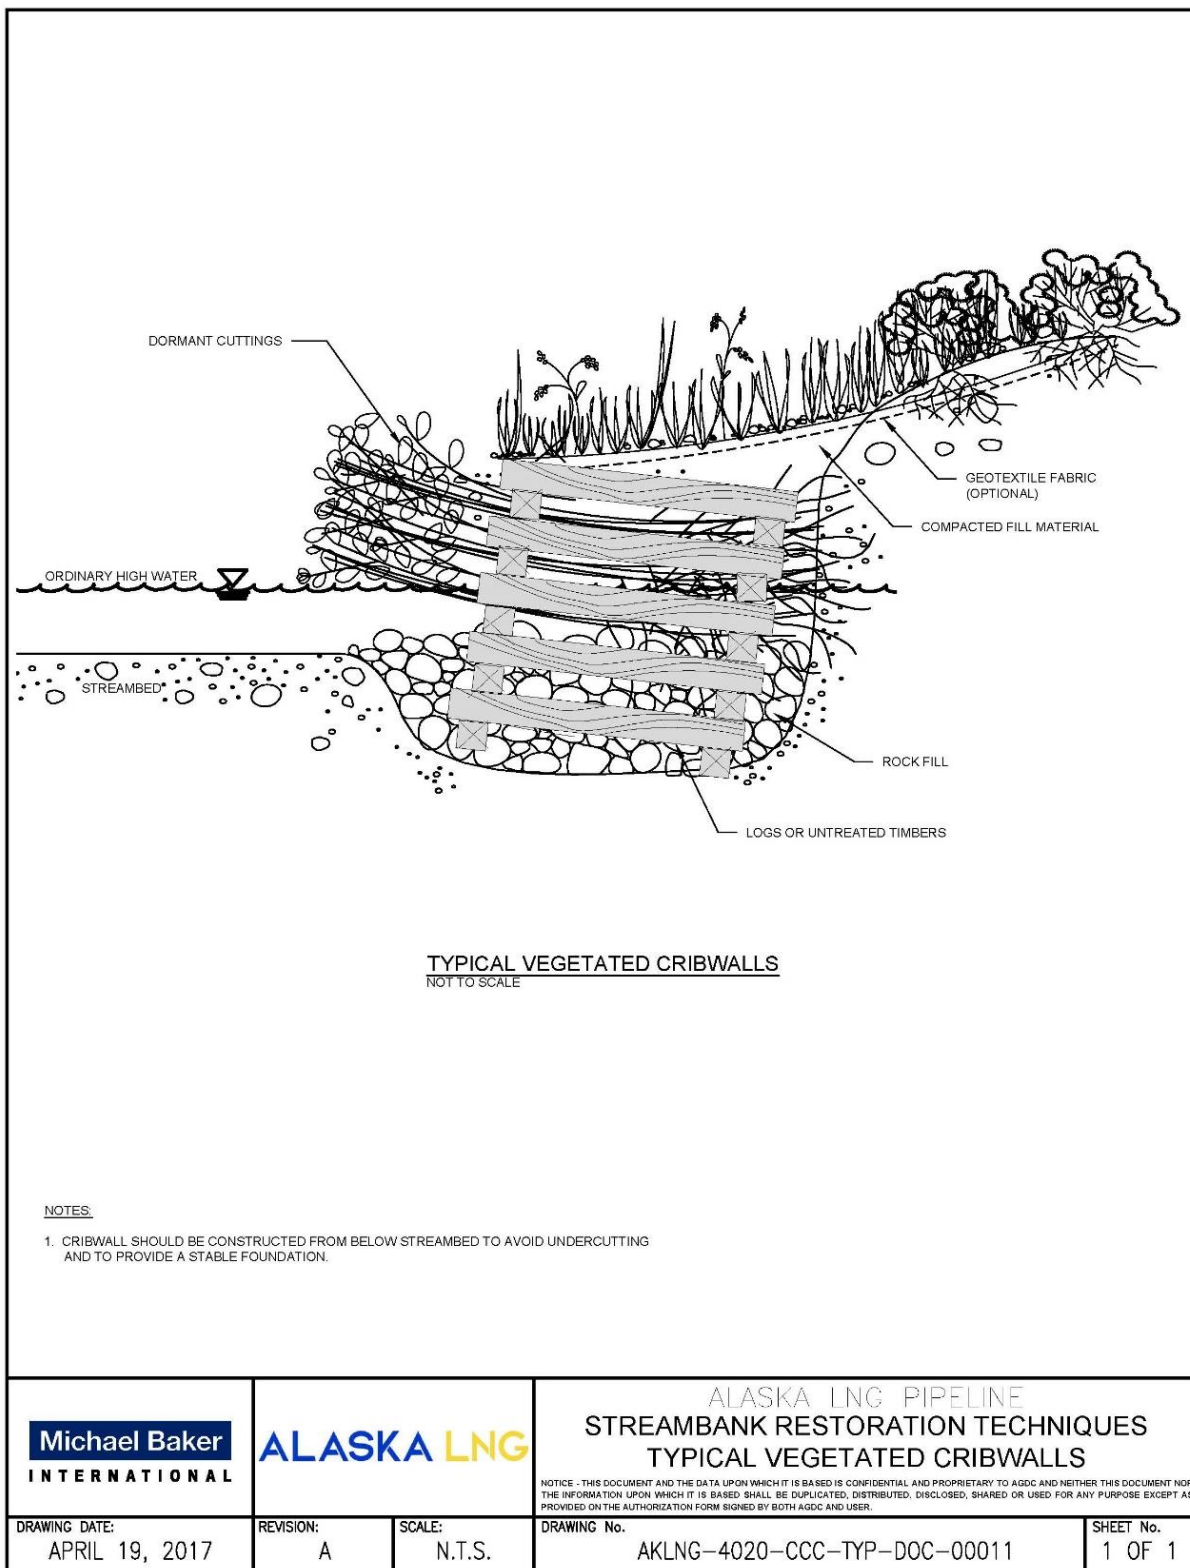 DORMANT CUTTINGS
GEOTEXTILE FABRIC
(OPTIONAL)
COMPACTED FILL MATERIAL
ORDINARY HIGH WATER
STREAMBED
ROCK FILL
LOGS OR UNTREATED TIMBERS
TYPICAL VEGETATED CRIBWALLS
NOT TO SCALE
NOTES:
1. CRIBWALL SHOULD BE CONSTRUCTED FROM BELOW STREAMBED TO AVOID UNDERCUTTING
AND TO PROVIDE A STABLE FOUNDATION.
Michael Baker
INTERNATIONAL
ALASKA LNG
ALASKA LNG PIPELINE
STREAMBANK RESTORATION TECHNIQUES
TYPICAL VEGETATED CRIBWALLS
NOTICE - THIS DOCUMENT AND THE DATA UPON WHICH IT IS BASED IS CONFIDENTIAL AND PROPRIETARY TO AGDC AND NEITHER THIS DOCUMENT NOR
THE INFORMATION UPON WHICH IT IS BASED SHALL BE DUPLICATED, DISTRIBUTED, DISCLOSED, SHARED OR USED FOR ANY PURPOSE EXCEPT AS
PROVIDED ON THE AUTHORIZATION FORM SIGNED BY BOTH AGDC AND USER.
DRAWING DATE:
APRIL 19, 2017
REVISION:
A
SCALE:
N.T.S.
DRAWING No.
AKLNG-4020-CCC-TYP-DOC-00011
SHEET No.
1 OF 1